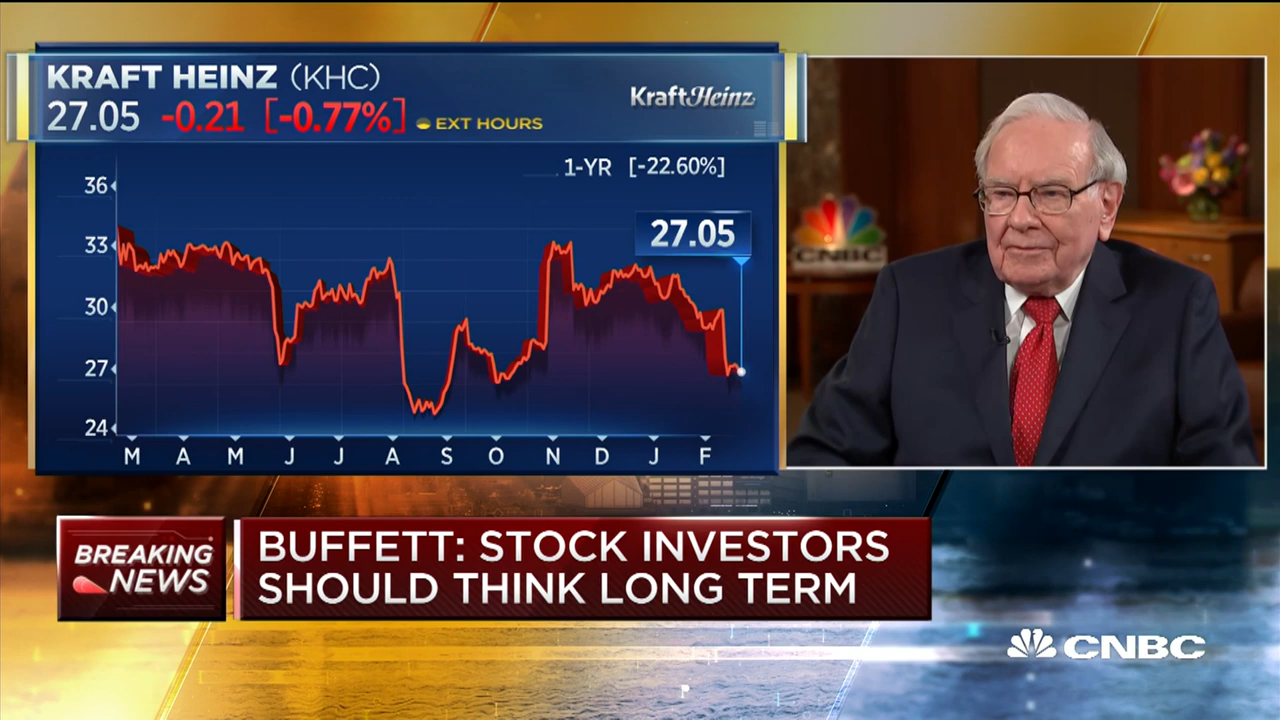 KRAFT HEINZ (KHC)
27.05 -0.21 [-0.77%] EXT HOURS
KraftHeinz
1-YR [-22.60%]
36
33
30
27
24
27.05
M A M J J A S O N D J F
CNBC
BREAKING
NEWS
BUFFETT: STOCK INVESTORS
SHOULD THINK LONG TERM
CNBC